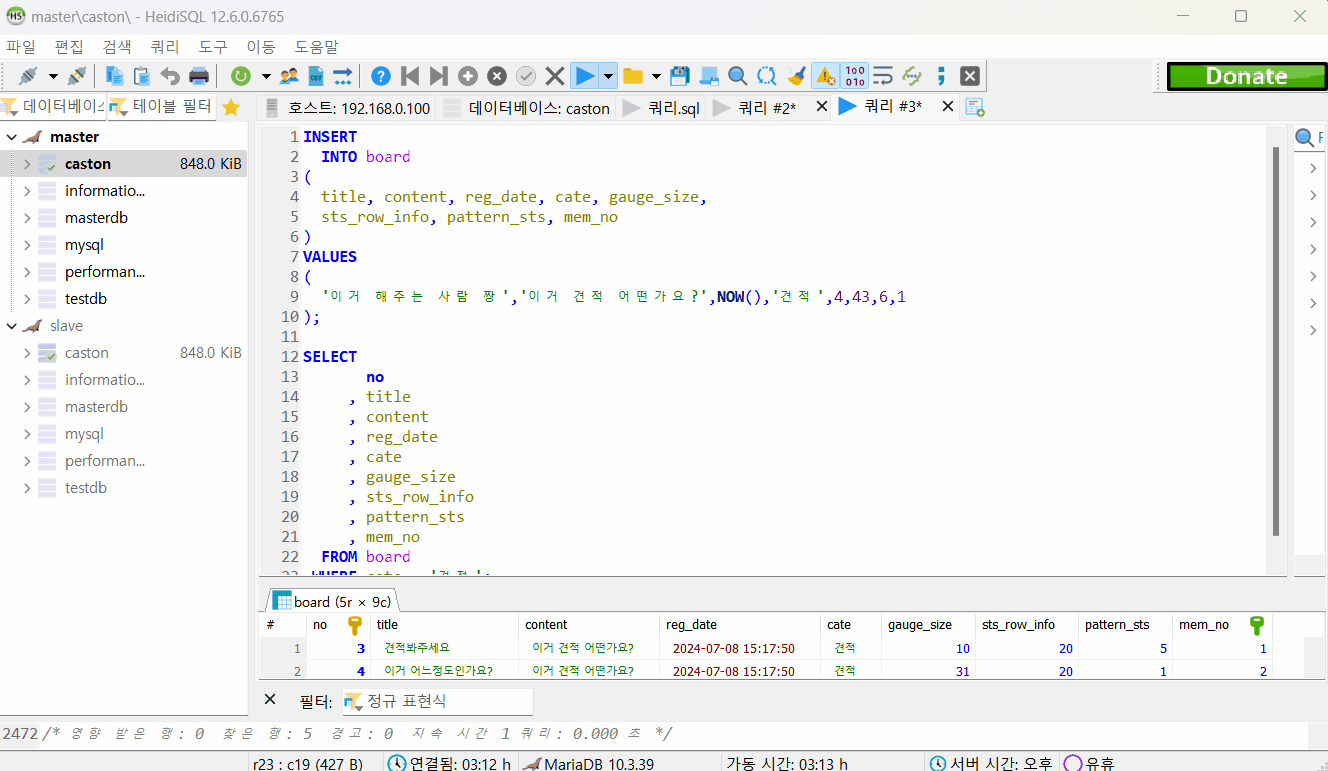 master\caston\ - HeidiSQL 12.6.0.6765
파일 편집 검색 쿼리 도구 이동 도움말
Donate
데이터베이스 테이블 필터
호스트: 192.168.0.100 데이터베이스: caston 쿼리.sql 쿼리 #2* 쿼리 #3*
master
caston 848.0 KiB
informatio...
masterdb
mysql
performan...
testdb
slave
caston 848.0 KiB
informatio...
masterdb
mysql
performan...
testdb
1 INSERT
2 INTO board
3 (
4 title, content, reg_date, cate, gauge_size,
5 sts_row_info, pattern_sts, mem_no
6 )
7 VALUES
8 (
9 '이거 해주는 사람 짱','이거 견적 어떤가요?',NOW(),'견적',4,43,6,1
10 );
11
12 SELECT
13 no
14 , title
15 , content
16 , reg_date
17 , cate
18 , gauge_size
19 , sts_row_info
20 , pattern_sts
21 , mem_no
22 FROM board
board (5r × 9c)
# no title content reg_date cate gauge_size sts_row_info pattern_sts mem_no
1 3 견적봐주세요 이거 견적 어떤가요? 2024-07-08 15:17:50 견적 10 20 5 1
2 4 이거 어느정도인가요? 이거 견적 어떤가요? 2024-07-08 15:17:50 견적 31 20 1 2
필터: 정규 표현식
2472 /* 영향 받은 행: 0 찾은 행: 5 경고: 0 지속 시간 1 쿼리: 0.000 초 */
r23 : c19 (427 B) 연결됨: 03:12 h MariaDB 10.3.39 가동 시간: 03:13 h 서버 시간: 오후 유휴